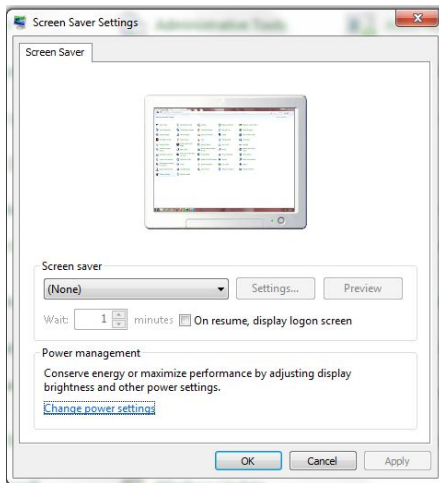 Screen Saver Settings
Screen Saver
Screen saver
(None)
Settings...
Preview
Wait: 1 minutes On resume, display logon screen
Power management
Conserve energy or maximize performance by adjusting display
brightness and other power settings.
Change power settings
OK Cancel Apply